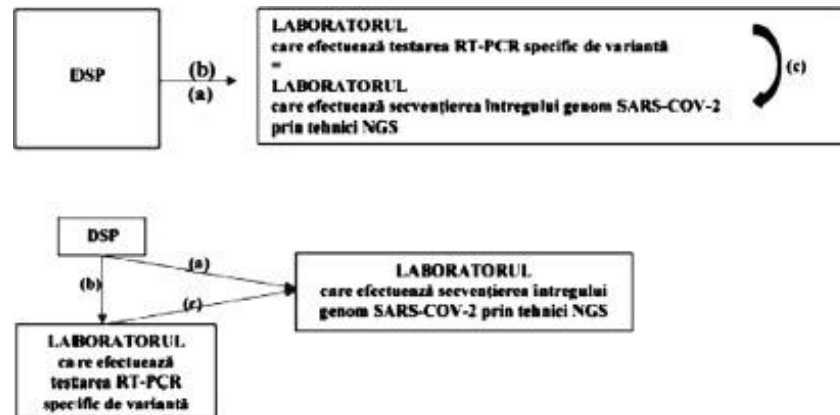 DSP
(b)
(a)
LABORATORUL
care efectuează testarea RT-PCR specific de variantă
=
LABORATORUL
care efectuează secvențierea întregului genom SARS-COV-2
prin tehnici NGS
(c)
DSP
(a)
(b)
(c)
LABORATORUL
care efectuează secvențierea întregului
genom SARS-COV-2 prin tehnici NGS
LABORATORUL
care efectuează
testarea RT-PCR
specific de variantă